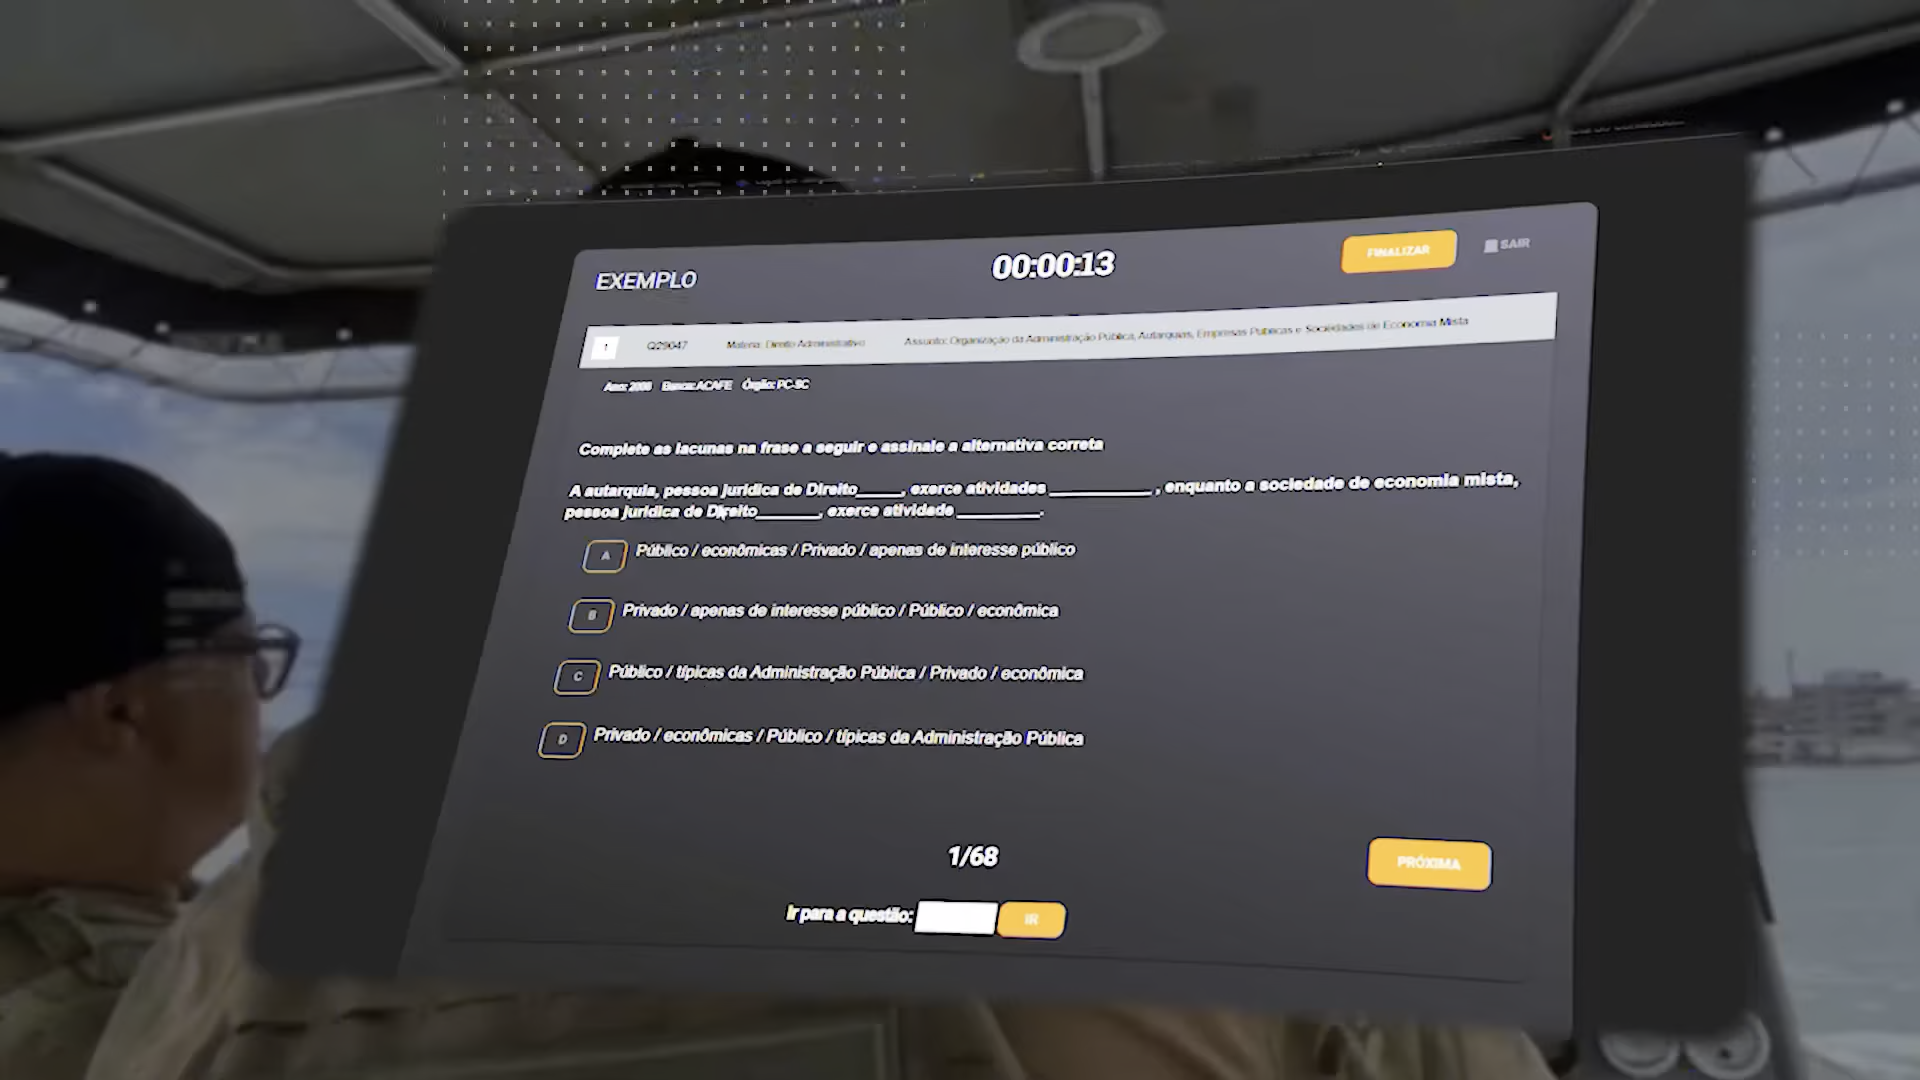 EXEMPLO
00:00:13
FINALIZAR
SAIR
1 Q29047 Materia: Direito Administrativo Assunto: Organização da Administração Pública, Autarquias, Empresas Públicas e Sociedades de Economia Mista
Ano: 2008 Banca: ACAFE Órgão: PC-SC
Complete as lacunas na frase a seguir e assinale a alternativa correta
A autarquia, pessoa jurídica de Direito_____, exerce atividades ___________ , enquanto a sociedade de economia mista,
pessoa jurídica de Direito_______, exerce atividade _________.
A Público / econômicas / Privado / apenas de interesse público
B Privado / apenas de interesse público / Público / econômica
C Público / típicas da Administração Pública / Privado / econômica
D Privado / econômicas / Público / típicas da Administração Pública
1/68
PRÓXIMA
Ir para a questão:
IR